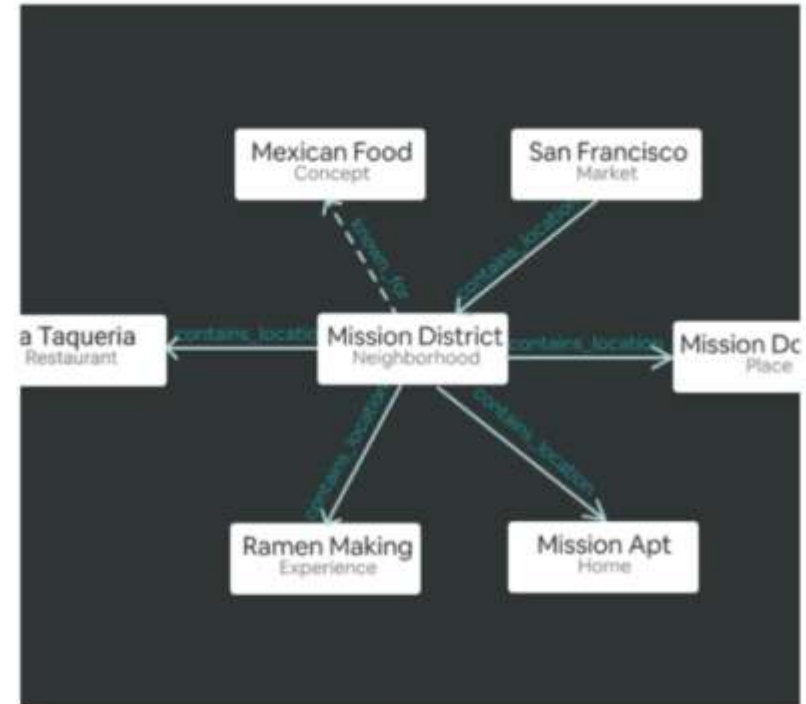 Mexican Food
Concept
San Francisco
Market
known_for
contains_location
a Taqueria
Restaurant
contains_location
Mission District
Neighborhood
contains_location
Mission Do
Place
contains_location
contains_location
Ramen Making
Experience
Mission Apt
Home